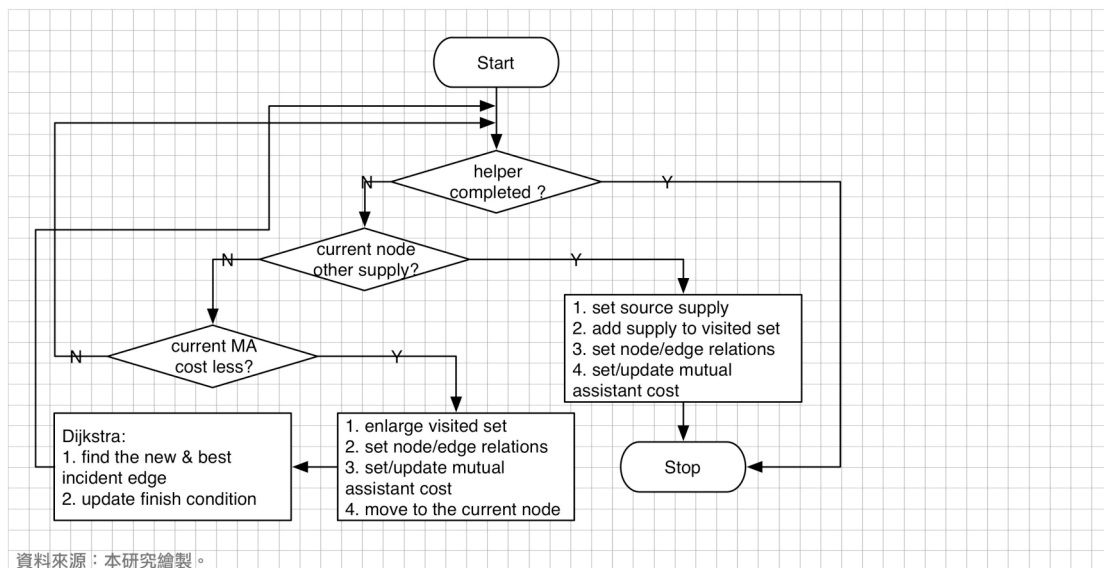 Start
helper
completed ?
N
Y
current node
other supply?
N
Y
1. set source supply
2. add supply to visited set
3. set node/edge relations
4. set/update mutual
assistant cost
current MA
cost less?
N
Y
Dijkstra:
1. find the new & best
incident edge
2. update finish condition
1. enlarge visited set
2. set node/edge relations
3. set/update mutual
assistant cost
4. move to the current node
Stop
資料來源：本研究繪製。